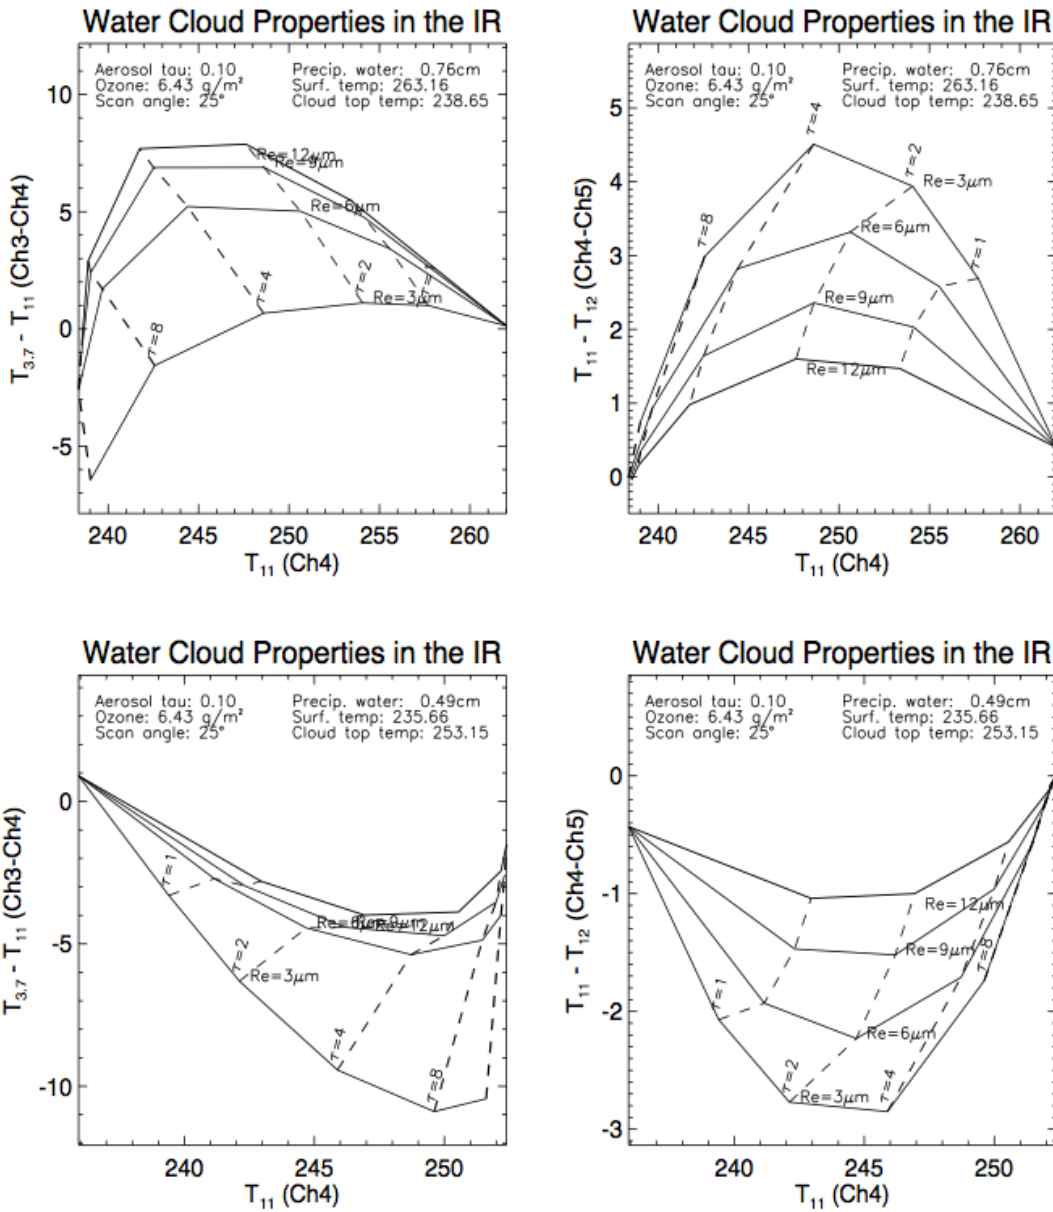 Water Cloud Properties in the IR
Aerosol tau: 0.10 Precip. water: 0.76cm
Ozone: 6.43 g/m² Surf. temp: 263.16
Scan angle: 25° Cloud top temp: 238.65
10
5
0
-5
T3.7 - T11 (Ch3-Ch4)
Re=12μm
Re=9μm
Re=6μm
Re=3μm
τ=8
τ=4
τ=2
240 245 250 255 260
T11 (Ch4)
Water Cloud Properties in the IR
Aerosol tau: 0.10 Precip. water: 0.76cm
Ozone: 6.43 g/m² Surf. temp: 263.16
Scan angle: 25° Cloud top temp: 238.65
5
4
3
2
1
0
T11 - T12 (Ch4-Ch5)
τ=8
τ=4
τ=2
τ=1
Re=3μm
Re=6μm
Re=9μm
Re=12μm
240 245 250 255 260
T11 (Ch4)
Water Cloud Properties in the IR
Aerosol tau: 0.10 Precip. water: 0.49cm
Ozone: 6.43 g/m² Surf. temp: 235.66
Scan angle: 25° Cloud top temp: 253.15
0
-5
-10
T3.7 - T11 (Ch3-Ch4)
τ=1
τ=2
τ=4
τ=8
Re=3μm
Re=12μm
240 245 250
T11 (Ch4)
Water Cloud Properties in the IR
Aerosol tau: 0.10 Precip. water: 0.49cm
Ozone: 6.43 g/m² Surf. temp: 235.66
Scan angle: 25° Cloud top temp: 253.15
0
-1
-2
-3
T11 - T12 (Ch4-Ch5)
τ=1
τ=2
τ=4
τ=8
Re=12μm
Re=9μm
Re=6μm
Re=3μm
240 245 250
T11 (Ch4)